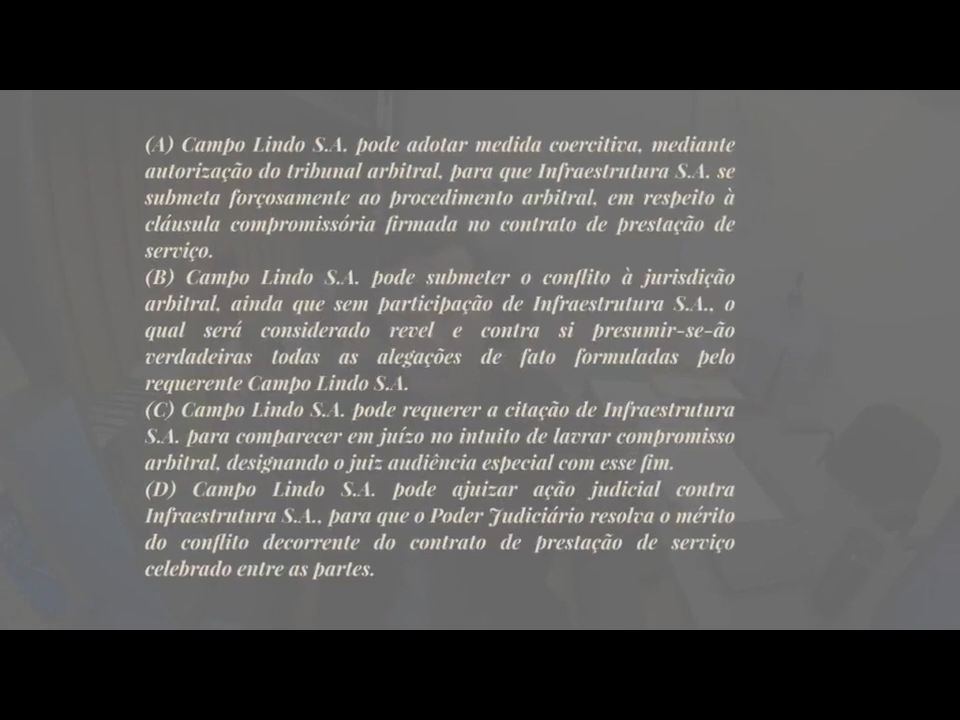 (A) Campo Lindo S.A. pode adotar medida coercitiva, mediante
autorização do tribunal arbitral, para que Infraestrutura S.A. se
submeta forçosamente ao procedimento arbitral, em respeito à
cláusula compromissória firmada no contrato de prestação de
serviço.
(B) Campo Lindo S.A. pode submeter o conflito à jurisdição
arbitral, ainda que sem participação de Infraestrutura S.A., o
qual será considerado revel e contra si presumir-se-ão
verdadeiras todas as alegações de fato formuladas pelo
requerente Campo Lindo S.A.
(C) Campo Lindo S.A. pode requerer a citação de Infraestrutura
S.A. para comparecer em juízo no intuito de lavrar compromisso
arbitral, designando o juiz audiência especial com esse fim.
(D) Campo Lindo S.A. pode ajuizar ação judicial contra
Infraestrutura S.A., para que o Poder Judiciário resolva o mérito
do conflito decorrente do contrato de prestação de serviço
celebrado entre as partes.